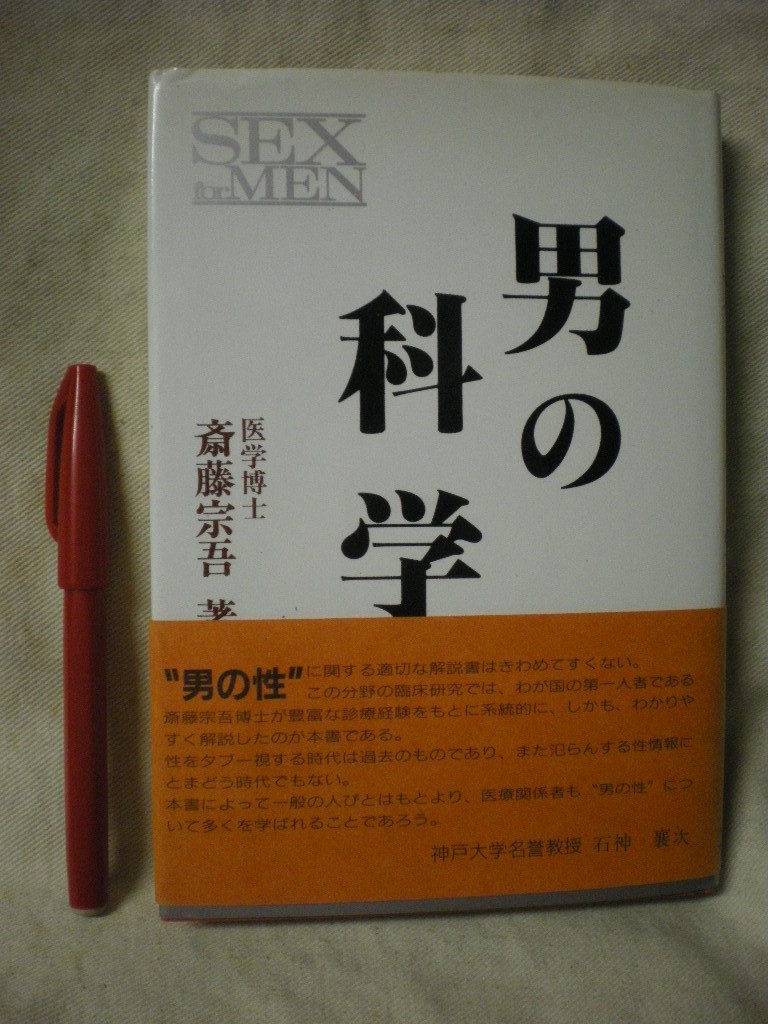 SEX
for MEN
男の
科学
医学博士
斎藤宗吾 著
"男の性"に関する適切な解説書はきわめてすくない。
この分野の臨床研究では、わが国の第一人者である
斎藤宗吾博士が豊富な診療経験をもとに系統的に、しかも、わかりや
すく解説したのが本書である。
性をタブー視する時代は過去のものであり、また氾らんする性情報に
とまどう時代でもない。
本書によって一般の人びとはもとより、医療関係者も"男の性"につ
いて多くを学ばれることであろう。
神戸大学名誉教授 石神 襄次